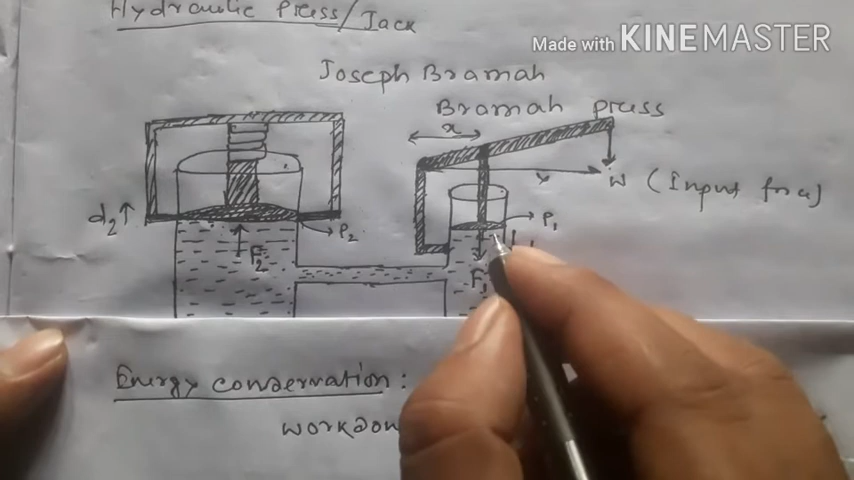 Hydraulic Press/Jack
Made with KINEMASTER
Joseph Bramah
Bramah press
x
y
W (Input force)
d2 ↑
P2
P1
F2
F1
Energy conservation:
workdon